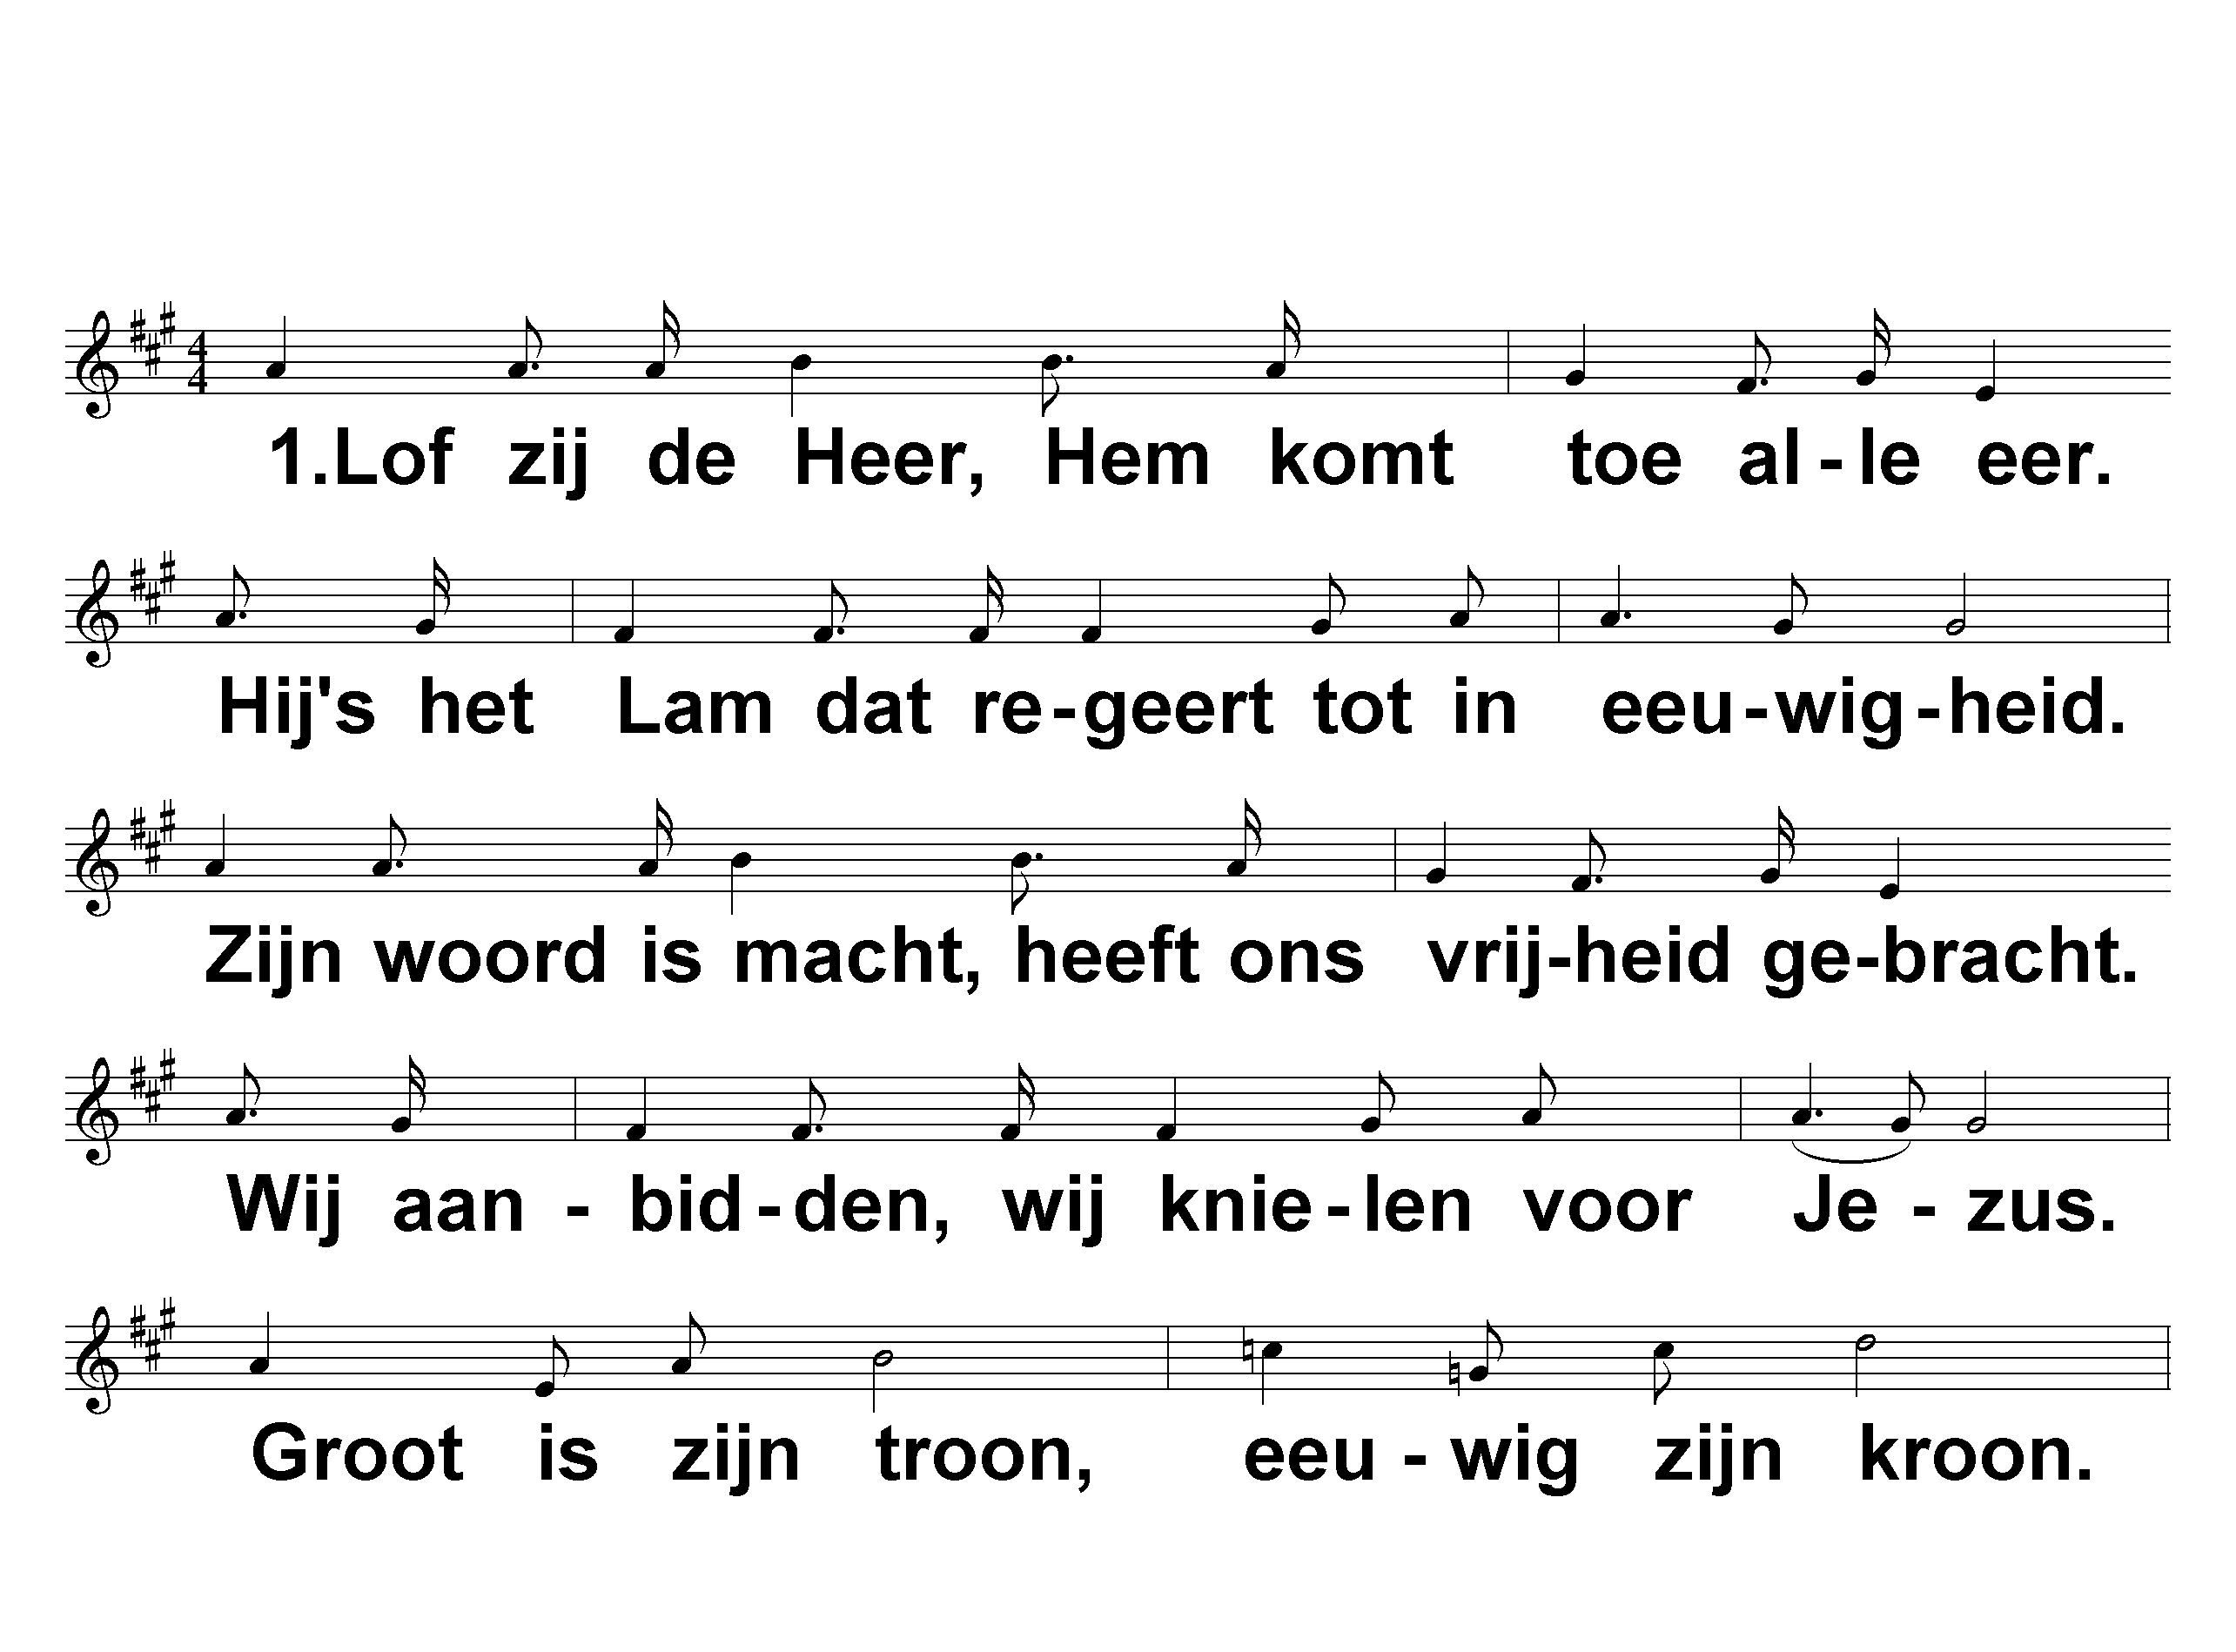 1.Lof zij de Heer, Hem komt toe al-le eer.
Hij's het Lam dat re-geert tot in eeu-wig-heid.
Zijn woord is macht, heeft ons vrij-heid ge-bracht.
Wij aan-bid-den, wij knie-len voor Je-zus.
Groot is zijn troon, eeu-wig zijn kroon.